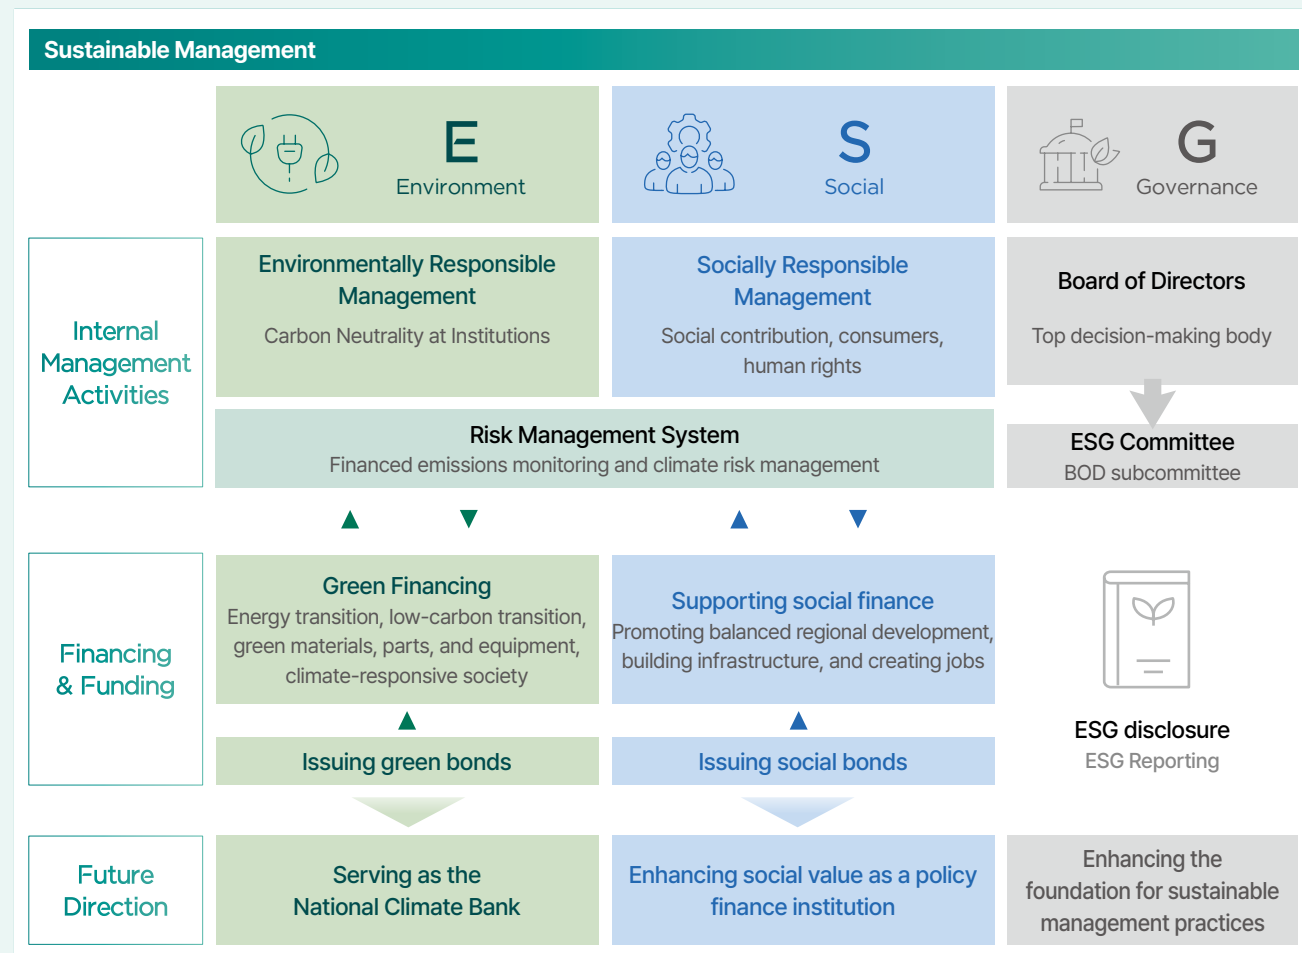 Sustainable Management
E
Environment
S
Social
G
Governance
Internal
Management
Activities
Environmentally Responsible
Management
Carbon Neutrality at Institutions
Socially Responsible
Management
Social contribution, consumers,
human rights
Board of Directors
Top decision-making body
Risk Management System
Financed emissions monitoring and climate risk management
ESG Committee
BOD subcommittee
Financing
& Funding
Green Financing
Energy transition, low-carbon transition,
green materials, parts, and equipment,
climate-responsive society
Supporting social finance
Promoting balanced regional development,
building infrastructure, and creating jobs
Issuing green bonds
Issuing social bonds
ESG disclosure
ESG Reporting
Future
Direction
Serving as the
National Climate Bank
Enhancing social value as a policy
finance institution
Enhancing the
foundation for sustainable
management practices